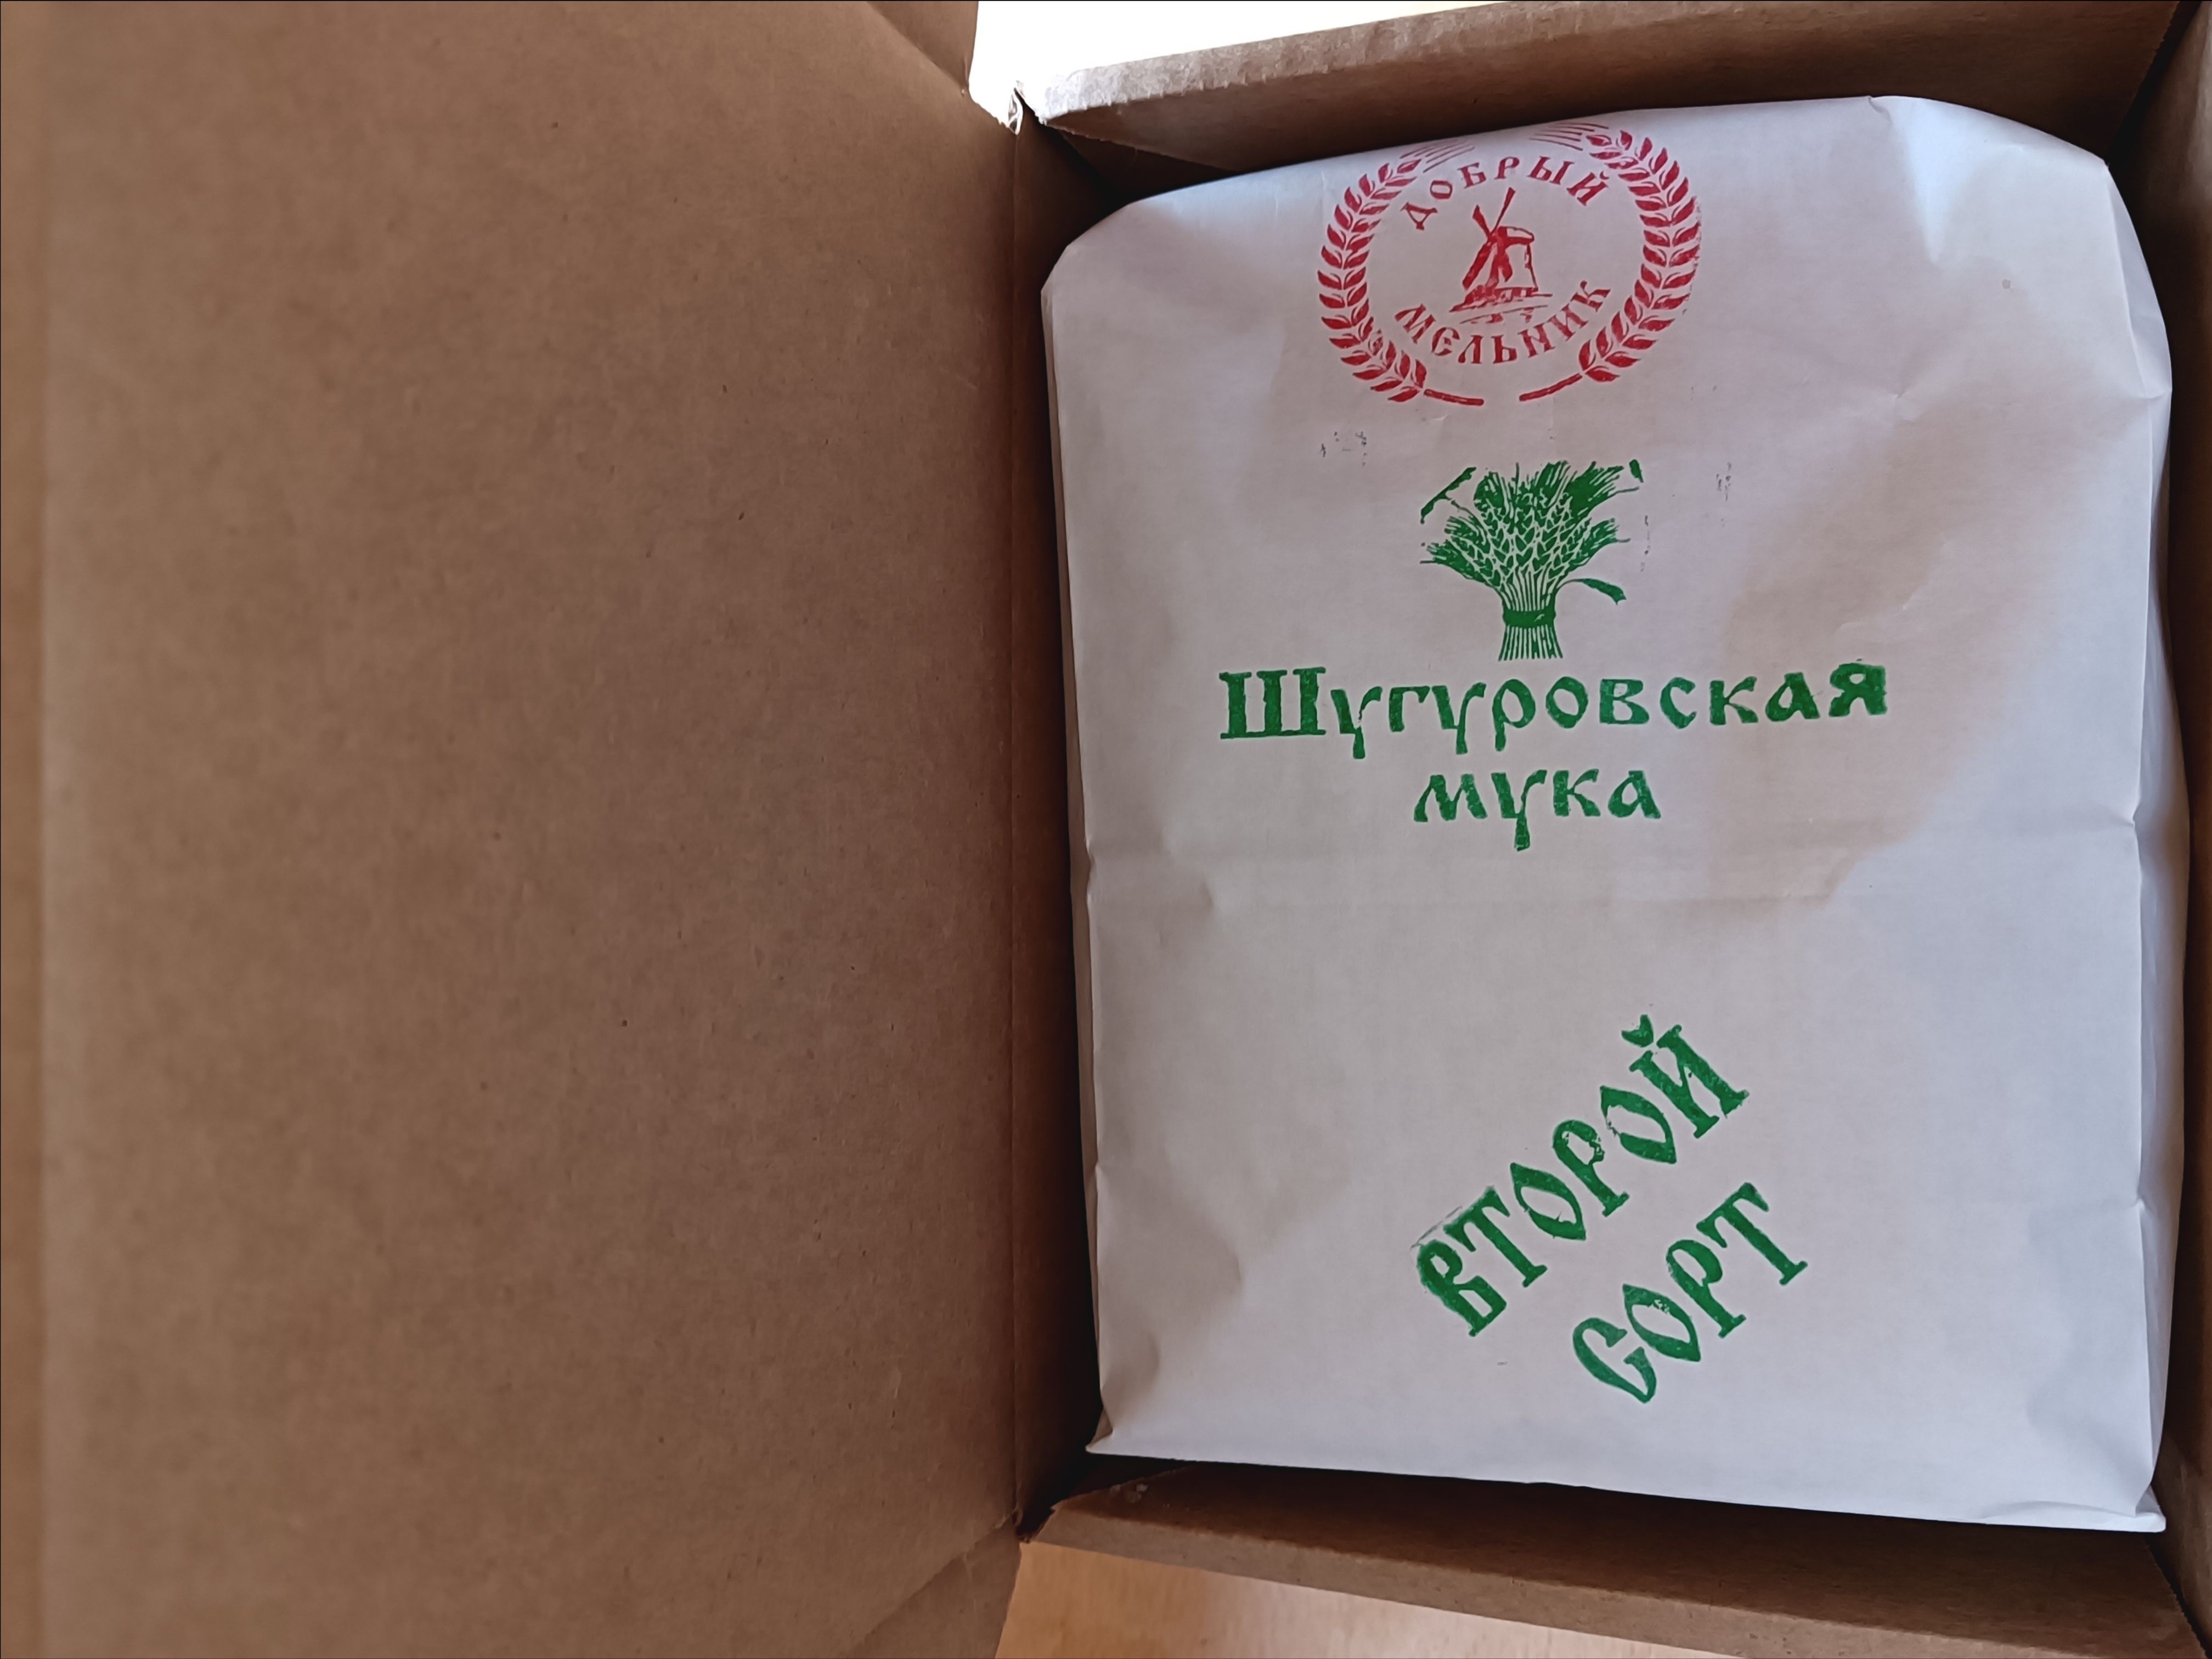 ДОБРЫЙ
МЕЛЬНИК
Шугуровская
мука
ВТОРОЙ
СОРТ